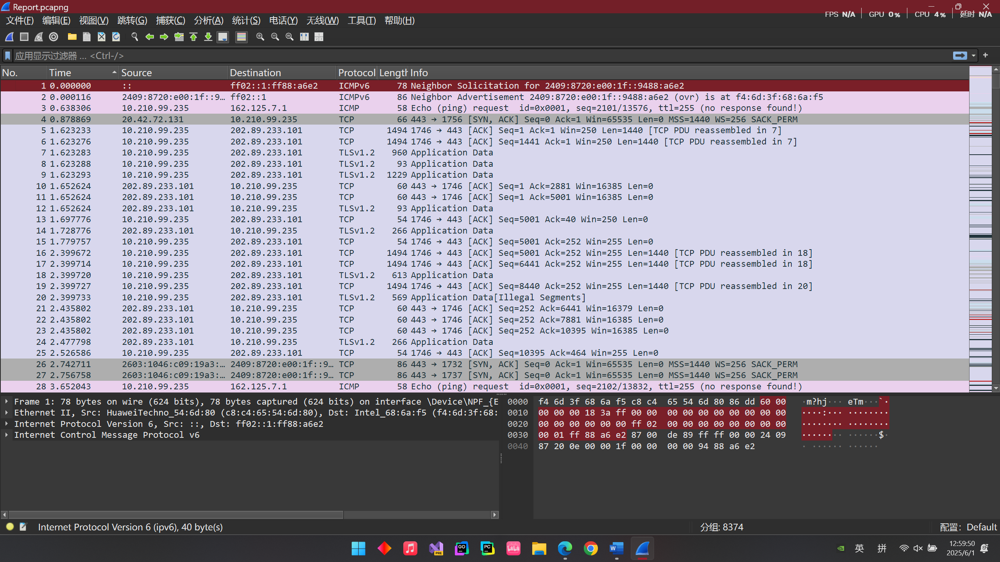 Report.pcapng
FPS N/A GPU 0% CPU 4% 延时 N/A
文件(F) 编辑(E) 视图(V) 跳转(G) 捕获(C) 分析(A) 统计(S) 电话(Y) 无线(W) 工具(T) 帮助(H)
应用显示过滤器 … <Ctrl-/>
No. Time Source Destination Protocol Length Info
1 0.000000 :: ff02::1:ff88:a6e2 ICMPv6 78 Neighbor Solicitation for 2409:8720:e00:1f::9488:a6e2
2 0.000116 2409:8720:e00:1f::9… ff02::1 ICMPv6 86 Neighbor Advertisement 2409:8720:e00:1f::9488:a6e2 (ovr) is at f4:6d:3f:68:6a:f5
3 0.638306 10.210.99.235 162.125.7.1 ICMP 58 Echo (ping) request id=0x0001, seq=2101/13576, ttl=255 (no response found!)
4 0.878869 20.42.72.131 10.210.99.235 TCP 66 443 → 1756 [SYN, ACK] Seq=0 Ack=1 Win=65535 Len=0 MSS=1440 WS=256 SACK_PERM
5 1.623233 10.210.99.235 202.89.233.101 TCP 1494 1746 → 443 [ACK] Seq=1 Ack=1 Win=250 Len=1440 [TCP PDU reassembled in 7]
6 1.623276 10.210.99.235 202.89.233.101 TCP 1494 1746 → 443 [ACK] Seq=1441 Ack=1 Win=250 Len=1440 [TCP PDU reassembled in 7]
7 1.623283 10.210.99.235 202.89.233.101 TLSv1.2 960 Application Data
8 1.623288 10.210.99.235 202.89.233.101 TLSv1.2 93 Application Data
9 1.623293 10.210.99.235 202.89.233.101 TLSv1.2 1229 Application Data
10 1.652624 202.89.233.101 10.210.99.235 TCP 60 443 → 1746 [ACK] Seq=1 Ack=2881 Win=16385 Len=0
11 1.652624 202.89.233.101 10.210.99.235 TCP 60 443 → 1746 [ACK] Seq=1 Ack=5001 Win=16385 Len=0
12 1.652624 202.89.233.101 10.210.99.235 TLSv1.2 93 Application Data
13 1.697776 10.210.99.235 202.89.233.101 TCP 54 1746 → 443 [ACK] Seq=5001 Ack=40 Win=250 Len=0
14 1.728776 202.89.233.101 10.210.99.235 TLSv1.2 266 Application Data
15 1.779757 10.210.99.235 202.89.233.101 TCP 54 1746 → 443 [ACK] Seq=5001 Ack=252 Win=255 Len=0
16 2.399672 10.210.99.235 202.89.233.101 TCP 1494 1746 → 443 [ACK] Seq=5001 Ack=252 Win=255 Len=1440 [TCP PDU reassembled in 18]
17 2.399714 10.210.99.235 202.89.233.101 TCP 1494 1746 → 443 [ACK] Seq=6441 Ack=252 Win=255 Len=1440 [TCP PDU reassembled in 18]
18 2.399720 10.210.99.235 202.89.233.101 TLSv1.2 613 Application Data
19 2.399727 10.210.99.235 202.89.233.101 TCP 1494 1746 → 443 [ACK] Seq=8440 Ack=252 Win=255 Len=1440 [TCP PDU reassembled in 20]
20 2.399733 10.210.99.235 202.89.233.101 TLSv1.2 569 Application Data[Illegal Segments]
21 2.435802 202.89.233.101 10.210.99.235 TCP 60 443 → 1746 [ACK] Seq=252 Ack=6441 Win=16379 Len=0
22 2.435802 202.89.233.101 10.210.99.235 TCP 60 443 → 1746 [ACK] Seq=252 Ack=7881 Win=16385 Len=0
23 2.435802 202.89.233.101 10.210.99.235 TCP 60 443 → 1746 [ACK] Seq=252 Ack=10395 Win=16385 Len=0
24 2.477798 202.89.233.101 10.210.99.235 TLSv1.2 266 Application Data
25 2.526586 10.210.99.235 202.89.233.101 TCP 54 1746 → 443 [ACK] Seq=10395 Ack=464 Win=255 Len=0
26 2.742711 2603:1046:c09:19a3:… 2409:8720:e00:1f::9… TCP 86 443 → 1732 [SYN, ACK] Seq=0 Ack=1 Win=65535 Len=0 MSS=1440 WS=256 SACK_PERM
27 2.756758 2603:1046:c09:19a3:… 2409:8720:e00:1f::9… TCP 86 443 → 1737 [SYN, ACK] Seq=0 Ack=1 Win=65535 Len=0 MSS=1440 WS=256 SACK_PERM
28 3.652043 10.210.99.235 162.125.7.1 ICMP 58 Echo (ping) request id=0x0001, seq=2102/13832, ttl=255 (no response found!)
Frame 1: 78 bytes on wire (624 bits), 78 bytes captured (624 bits) on interface \Device\NPF_{E
Ethernet II, Src: HuaweiTechno_54:6d:80 (c8:c4:65:54:6d:80), Dst: Intel_68:6a:f5 (f4:6d:3f:68:
Internet Protocol Version 6, Src: ::, Dst: ff02::1:ff88:a6e2
Internet Control Message Protocol v6
0000 f4 6d 3f 68 6a f5 c8 c4 65 54 6d 80 86 dd 60 00 ·m?hj··· eTm···`·
0010 00 00 00 18 3a ff 00 00 00 00 00 00 00 00 00 00 ····:··· ········
0020 00 00 00 00 00 00 ff 02 00 00 00 00 00 00 00 00 ········ ········
0030 00 01 ff 88 a6 e2 87 00 de 89 ff ff 00 00 24 09 ········ ······$·
0040 87 20 0e 00 00 1f 00 00 00 00 94 88 a6 e2 · ······ ······
Internet Protocol Version 6 (ipv6), 40 byte(s)
分组: 8374
配置: Default
PRE GO PC bilibili W
英 拼
12:59:50
2025/6/1